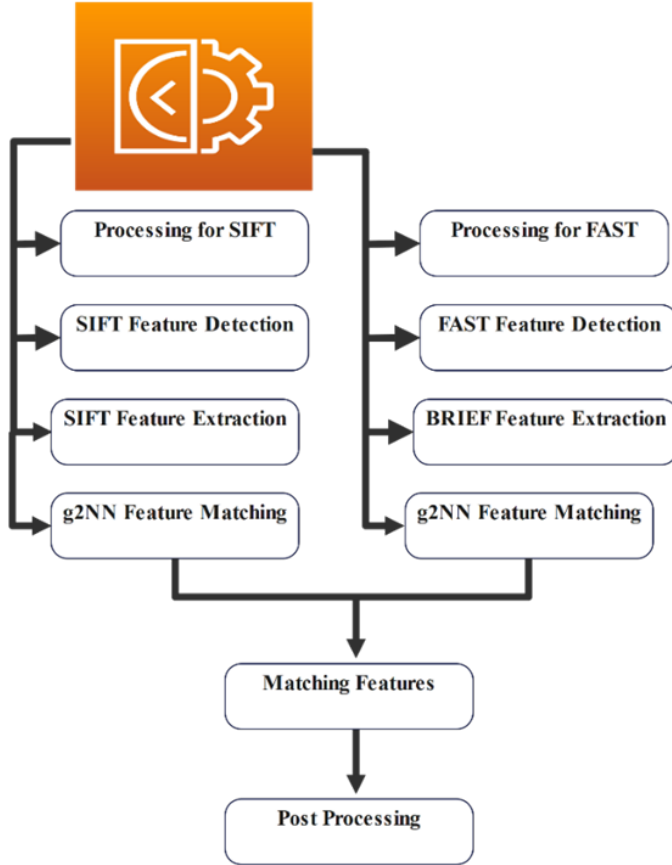 Processing for SIFT
SIFT Feature Detection
SIFT Feature Extraction
g2NN Feature Matching
Processing for FAST
FAST Feature Detection
BRIEF Feature Extraction
g2NN Feature Matching
Matching Features
Post Processing